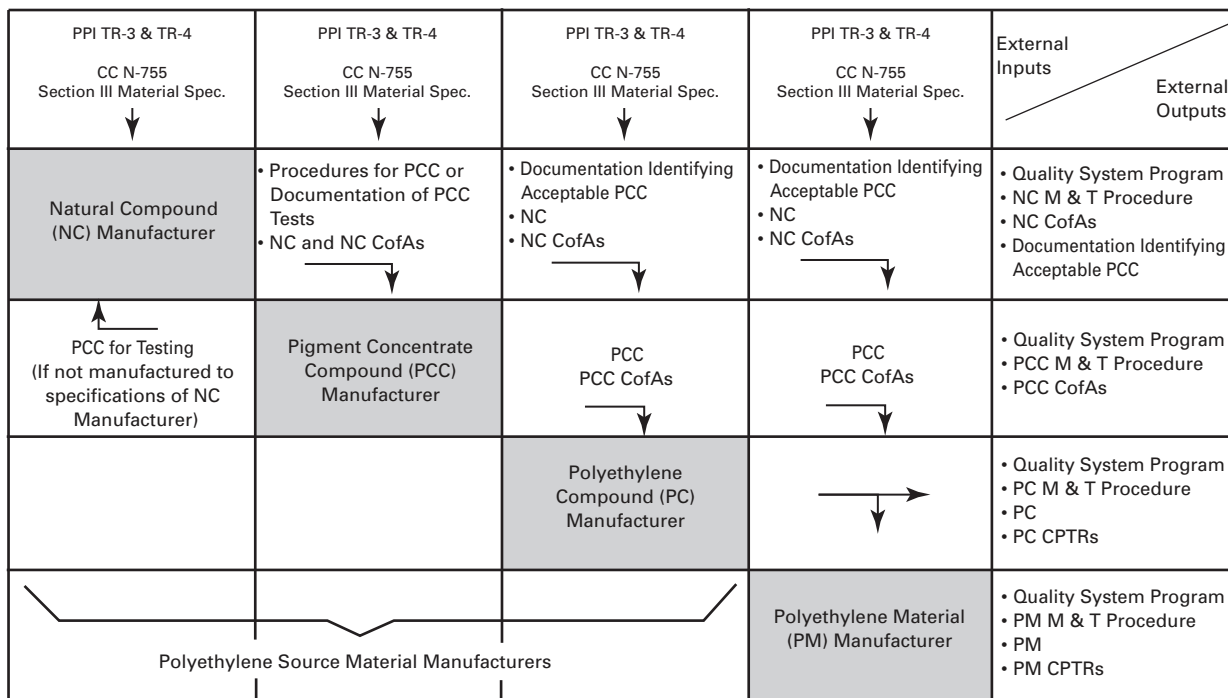 PPI TR-3 & TR-4
CC N-755
Section III Material Spec.
PPI TR-3 & TR-4
CC N-755
Section III Material Spec.
PPI TR-3 & TR-4
CC N-755
Section III Material Spec.
PPI TR-3 & TR-4
CC N-755
Section III Material Spec.
External
Inputs
External
Outputs
Natural Compound
(NC) Manufacturer
• Procedures for PCC or
Documentation of PCC
Tests
• NC and NC CofAs
• Documentation Identifying
Acceptable PCC
• NC
• NC CofAs
• Documentation Identifying
Acceptable PCC
• NC
• NC CofAs
• Quality System Program
• NC M & T Procedure
• NC CofAs
• Documentation Identifying
Acceptable PCC
PCC for Testing
(If not manufactured to
specifications of NC
Manufacturer)
Pigment Concentrate
Compound (PCC)
Manufacturer
PCC
PCC CofAs
PCC
PCC CofAs
• Quality System Program
• PCC M & T Procedure
• PCC CofAs
Polyethylene
Compound (PC)
Manufacturer
• Quality System Program
• PC M & T Procedure
• PC
• PC CPTRs
Polyethylene Source Material Manufacturers
Polyethylene Material
(PM) Manufacturer
• Quality System Program
• PM M & T Procedure
• PM
• PM CPTRs